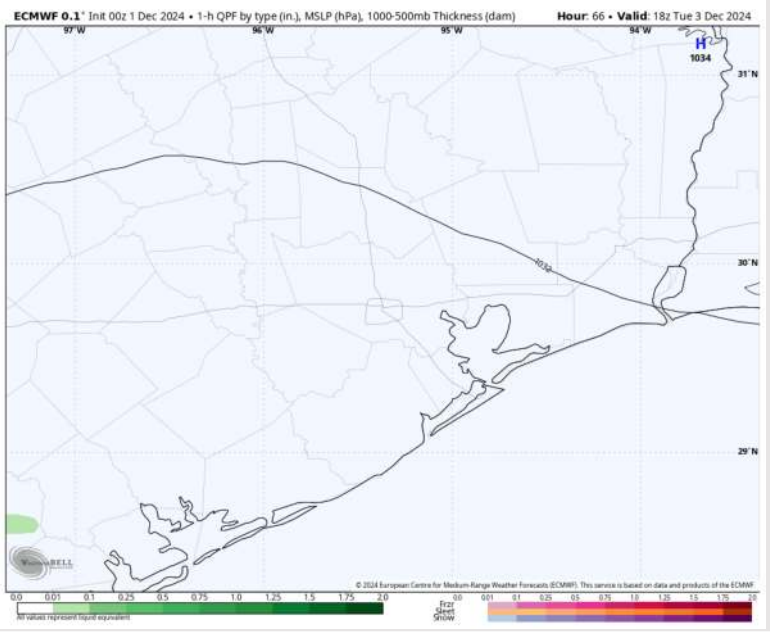 ECMWF 0.1° Init 00z 1 Dec 2024 • 1-h QPF by type (in.), MSLP (hPa), 1000-500mb Thickness (dam) Hour: 66 • Valid: 18z Tue 3 Dec 2024
97°W 96°W 95°W 94°W
H
1034
31°N
1032
30°N
29°N
WeatherBELL
© 2024 European Centre for Medium-Range Weather Forecasts (ECMWF). This service is based on data and products of the ECMWF
0.0 0.01 0.1 0.25 0.5 0.75 1.0 1.25 1.5 1.75 2.0
All values represent liquid equivalent
0.0 0.01 0.1 0.25 0.5 0.75 1.0 1.25 1.5 1.75 2.0
Frzr
Sleet
Snow